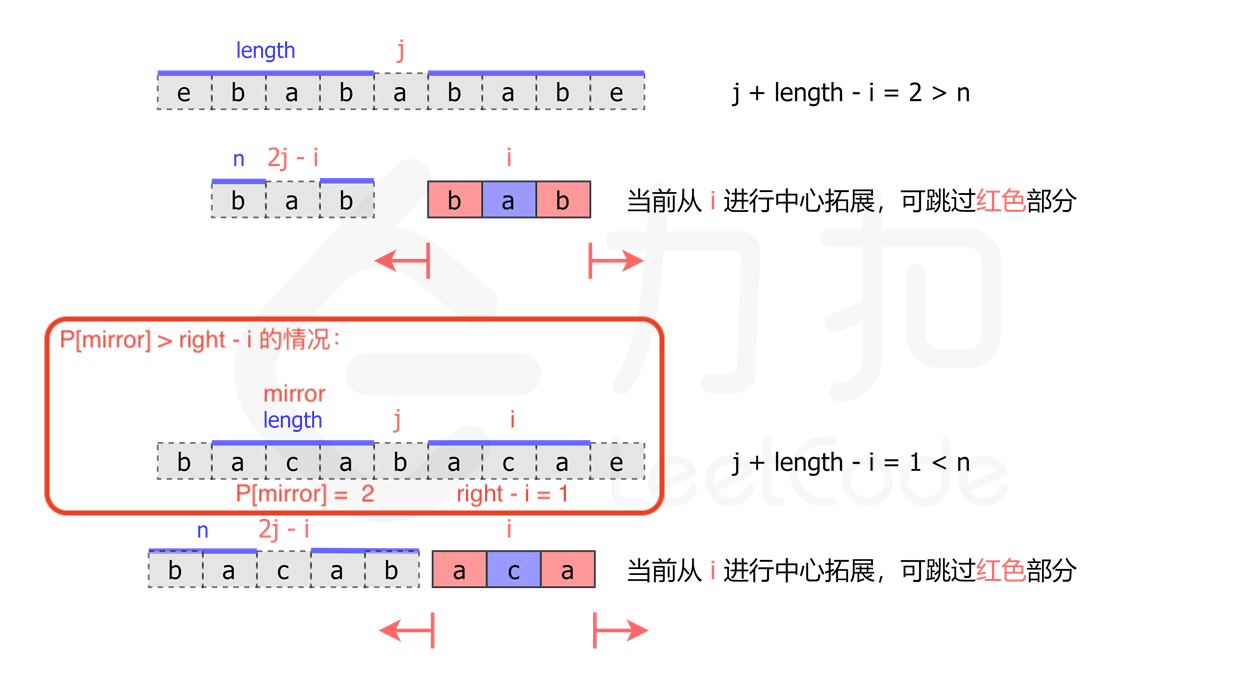 length j
e b a b a b a b e j + length - i = 2 > n
n 2j - i i
b a b b a b 当前从 i 进行中心拓展，可跳过红色部分
P[mirror] > right - i 的情况：
mirror
length j i
b a c a b a c a e j + length - i = 1 < n
P[mirror] = 2 right - i = 1
n 2j - i i
b a c a b a c a 当前从 i 进行中心拓展，可跳过红色部分
力扣
LeetCode